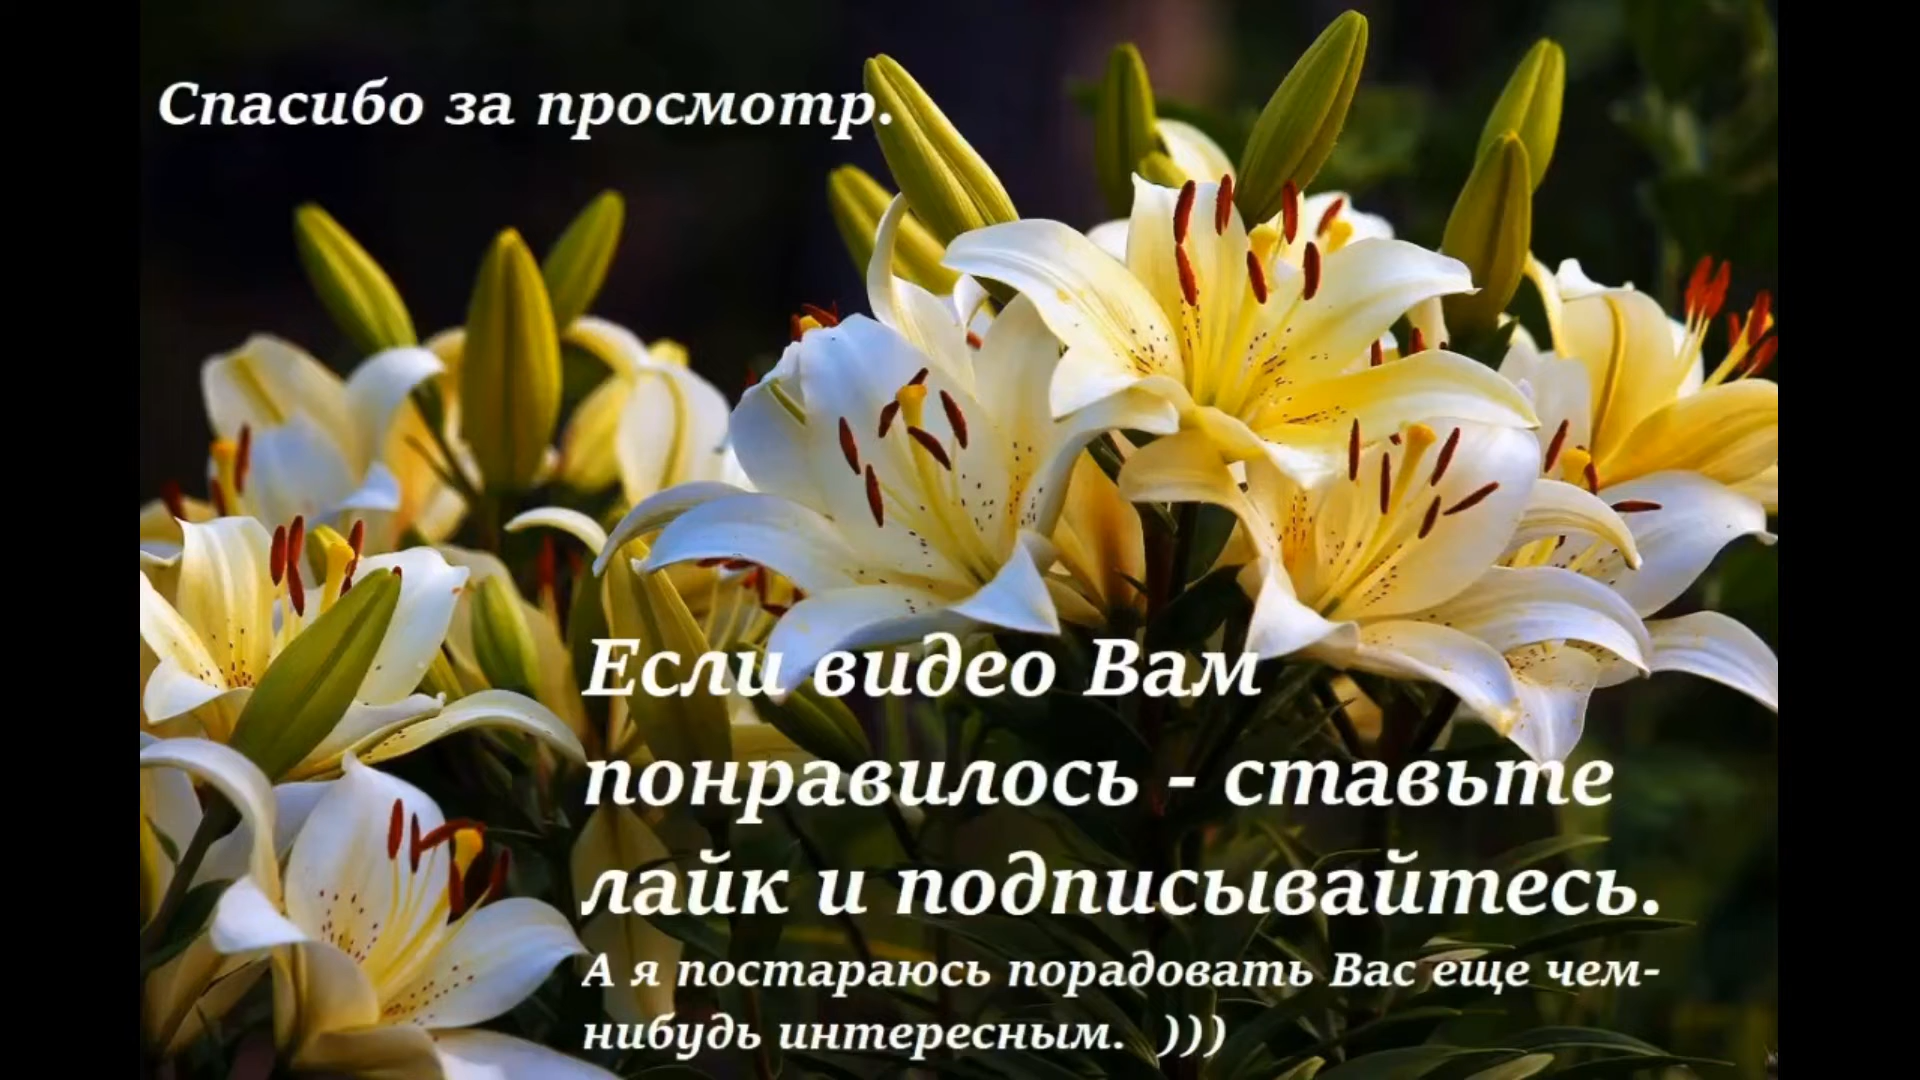 Спасибо за просмотр.
Если видео Вам
понравилось - ставьте
лайк и подписывайтесь.
А я постараюсь порадовать Вас еще чем-
нибудь интересным.  )))